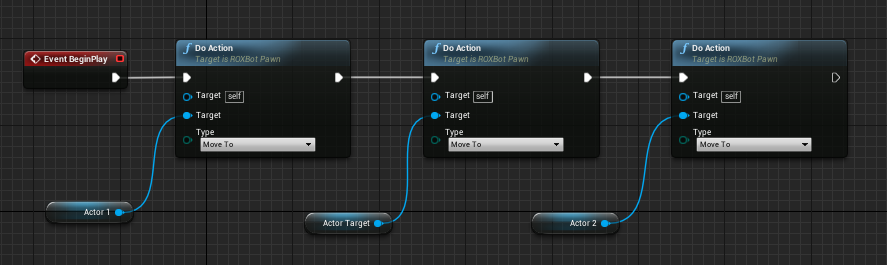 Event BeginPlay
f Do Action
Target is ROXBot Pawn
Target self
Target
Type
Move To
f Do Action
Target is ROXBot Pawn
Target self
Target
Type
Move To
f Do Action
Target is ROXBot Pawn
Target self
Target
Type
Move To
Actor 1
Actor Target
Actor 2